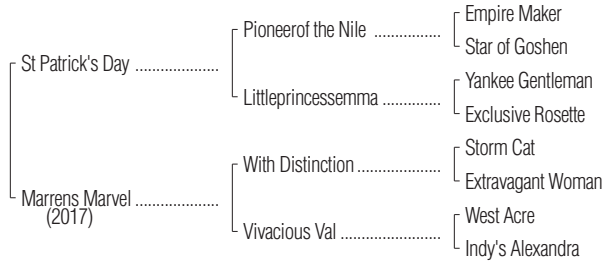 Empire Maker
Pioneerof the Nile ................
Star of Goshen
St Patrick's Day ....................
Yankee Gentleman
Littleprincessemma ..............
Exclusive Rosette
Storm Cat
With Distinction ....................
Extravagant Woman
Marrens Marvel ....................
(2017)
West Acre
Vivacious Val ........................
Indy's Alexandra